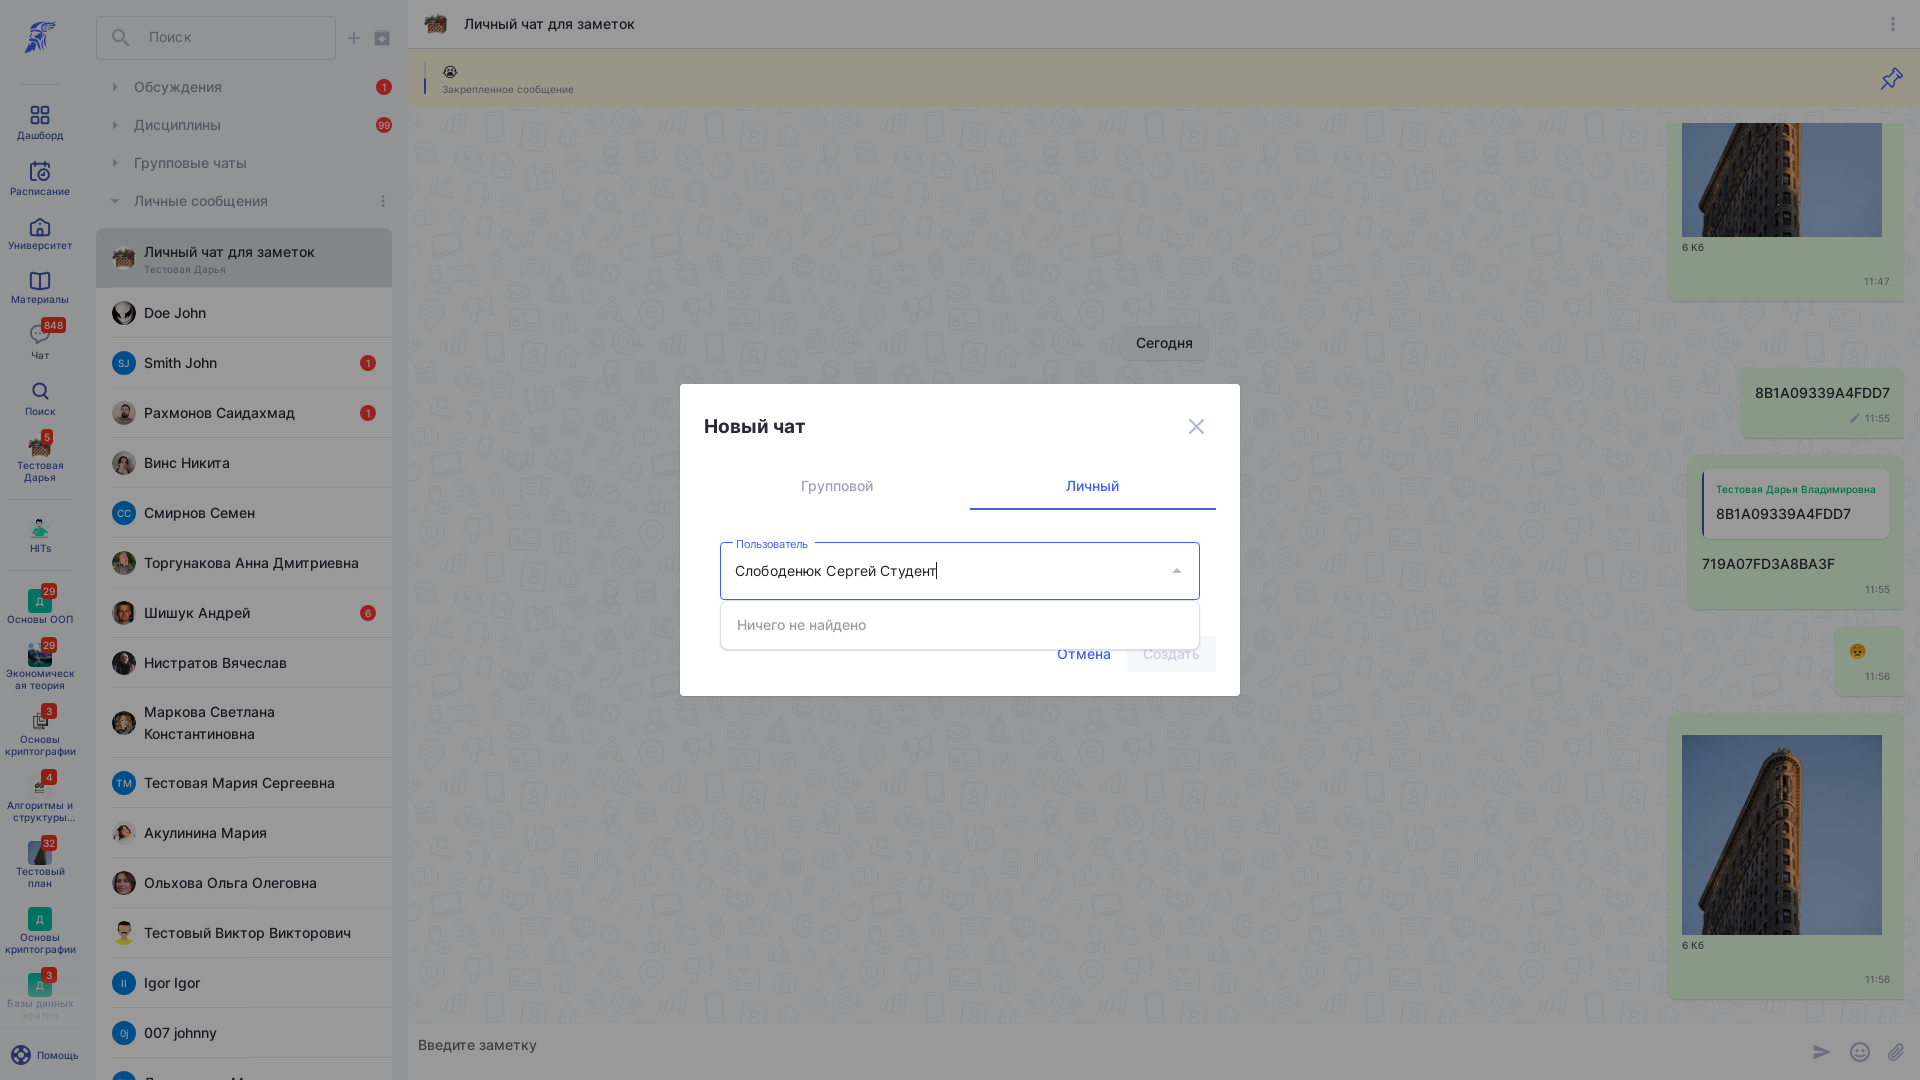 Дашборд
Расписание
Университет
Материалы
848
Чат
Поиск
5
Тестовая
Дарья
HITs
29
Д
Основы ООП
29
Экономическ
ая теория
3
Основы
криптографии
4
Алгоритмы и
структуры...
32
Тестовый
план
Д
Основы
криптографии
3
Д
Базы данных
кратко
Помощь
Поиск
Обсуждения
1
Дисциплины
99
Групповые чаты
Личные сообщения
Личный чат для заметок
Тестовая Дарья
Doe John
SJ
Smith John
1
Рахмонов Саидахмад
1
Винс Никита
СС
Смирнов Семен
Торгунакова Анна Дмитриевна
Шишук Андрей
6
Нистратов Вячеслав
Маркова Светлана
Константиновна
ТМ
Тестовая Мария Сергеевна
Акулинина Мария
Ольхова Ольга Олеговна
Тестовый Виктор Викторович
II
Igor Igor
0j
007 johnny
Личный чат для заметок
Закрепленное сообщение
6 Кб
11:47
Сегодня
8B1A09339A4FDD7
11:55
Тестовая Дарья Владимировна
8B1A09339A4FDD7
719A07FD3A8BA3F
11:55
11:56
6 Кб
11:56
Введите заметку
Новый чат
Групповой
Личный
Пользователь
Слободенюк Сергей Студент
Ничего не найдено
Отмена
Создать